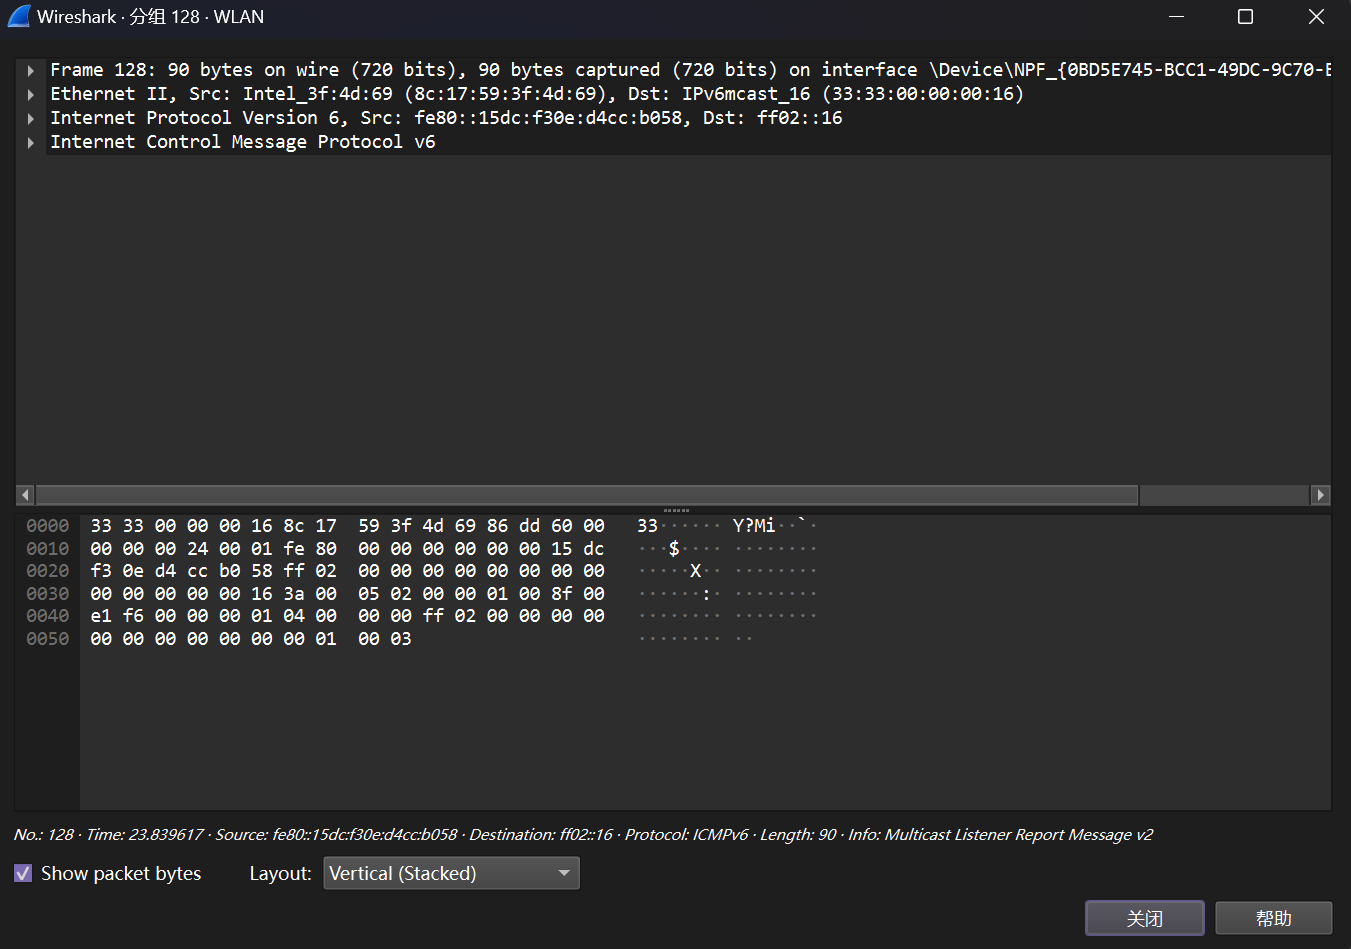 Wireshark · 分组 128 · WLAN
Frame 128: 90 bytes on wire (720 bits), 90 bytes captured (720 bits) on interface \Device\NPF_{0BD5E745-BCC1-49DC-9C70-E
Ethernet II, Src: Intel_3f:4d:69 (8c:17:59:3f:4d:69), Dst: IPv6mcast_16 (33:33:00:00:00:16)
Internet Protocol Version 6, Src: fe80::15dc:f30e:d4cc:b058, Dst: ff02::16
Internet Control Message Protocol v6
0000 33 33 00 00 00 16 8c 17 59 3f 4d 69 86 dd 60 00 33······ Y?Mi··`·
0010 00 00 00 24 00 01 fe 80 00 00 00 00 00 00 15 dc ···$···· ········
0020 f3 0e d4 cc b0 58 ff 02 00 00 00 00 00 00 00 00 ·····X·· ········
0030 00 00 00 00 00 16 3a 00 05 02 00 00 01 00 8f 00 ······:· ········
0040 e1 f6 00 00 00 01 04 00 00 00 ff 02 00 00 00 00 ········ ········
0050 00 00 00 00 00 00 00 01 00 03 ········ ··
No.: 128 · Time: 23.839617 · Source: fe80::15dc:f30e:d4cc:b058 · Destination: ff02::16 · Protocol: ICMPv6 · Length: 90 · Info: Multicast Listener Report Message v2
Show packet bytes Layout: Vertical (Stacked)
关闭 帮助